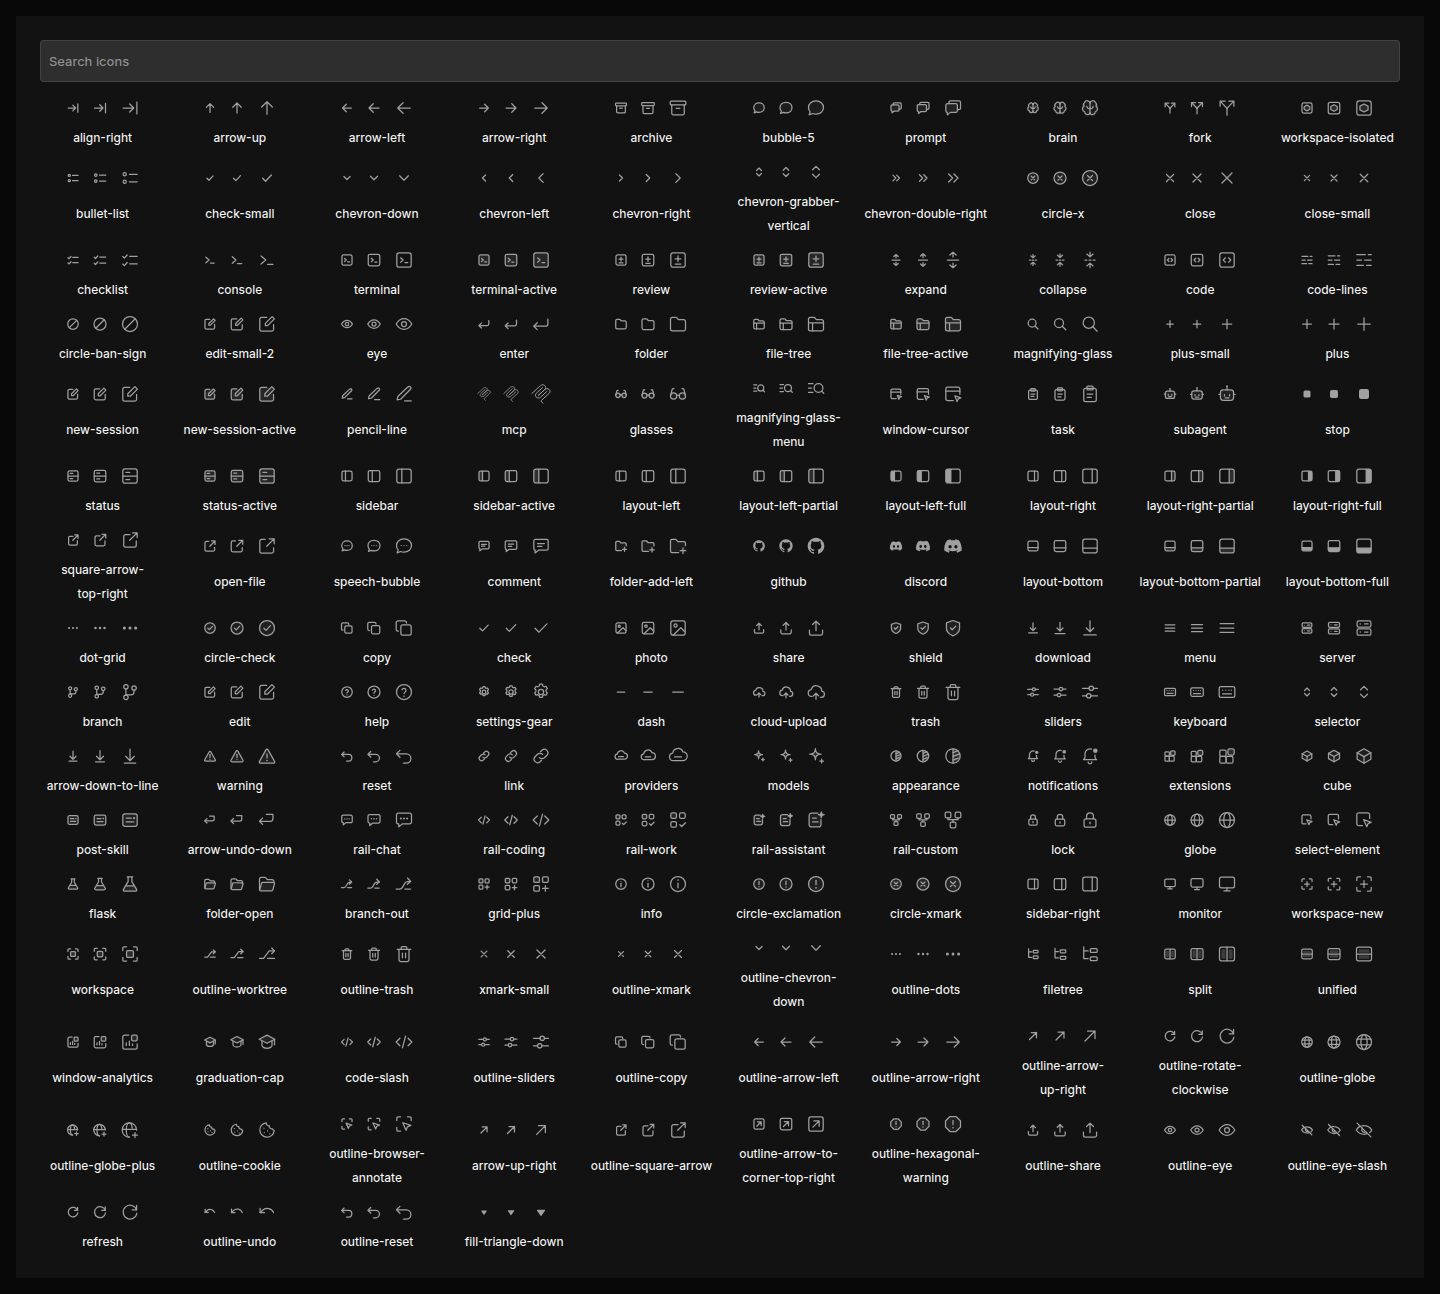 Search icons
align-right arrow-up arrow-left arrow-right archive bubble-5 prompt brain fork workspace-isolated
bullet-list check-small chevron-down chevron-left chevron-right chevron-grabber-vertical chevron-double-right circle-x close close-small
checklist console terminal terminal-active review review-active expand collapse code code-lines
circle-ban-sign edit-small-2 eye enter folder file-tree file-tree-active magnifying-glass plus-small plus
new-session new-session-active pencil-line mcp glasses magnifying-glass-menu window-cursor task subagent stop
status status-active sidebar sidebar-active layout-left layout-left-partial layout-left-full layout-right layout-right-partial layout-right-full
square-arrow-top-right open-file speech-bubble comment folder-add-left github discord layout-bottom layout-bottom-partial layout-bottom-full
dot-grid circle-check copy check photo share shield download menu server
branch edit help settings-gear dash cloud-upload trash sliders keyboard selector
arrow-down-to-line warning reset link providers models appearance notifications extensions cube
post-skill arrow-undo-down rail-chat rail-coding rail-work rail-assistant rail-custom lock globe select-element
flask folder-open branch-out grid-plus info circle-exclamation circle-xmark sidebar-right monitor workspace-new
workspace outline-worktree outline-trash xmark-small outline-xmark outline-chevron-down outline-dots filetree split unified
window-analytics graduation-cap code-slash outline-sliders outline-copy outline-arrow-left outline-arrow-right outline-arrow-up-right outline-rotate-clockwise outline-globe
outline-globe-plus outline-cookie outline-browser-annotate arrow-up-right outline-square-arrow outline-arrow-to-corner-top-right outline-hexagonal-warning outline-share outline-eye outline-eye-slash
refresh outline-undo outline-reset fill-triangle-down